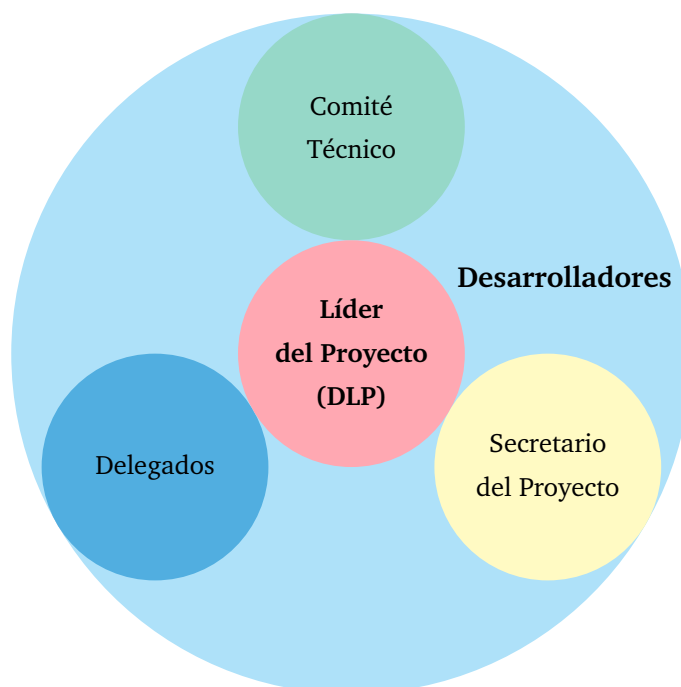 Comité
Técnico
Desarrolladores
Líder
del Proyecto
(DLP)
Delegados
Secretario
del Proyecto